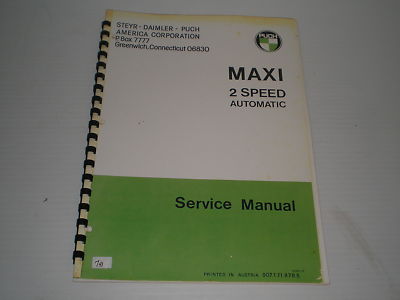 STEYR - DAIMLER - PUCH
AMERICA CORPORATION
P.Box 7777
Greenwich, Connecticut 06830
PUCH
MAXI
2 SPEED
AUTOMATIC
Service Manual
PRINTED IN AUSTRIA